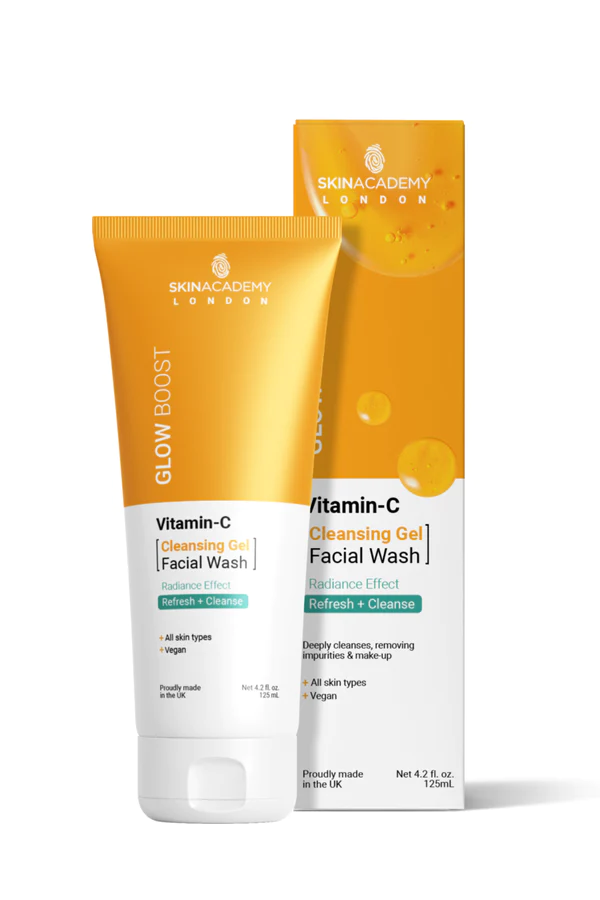 SKINACADEMY
LONDON
GLOW BOOST
Vitamin-C
[Cleansing Gel
Facial Wash]
Radiance Effect
Refresh + Cleanse
+All skin types
+Vegan
Proudly made
in the UK
Net 4.2 fl. oz.
125 mL
SKINACADEMY
LONDON
Vitamin-C
Cleansing Gel
Facial Wash]
Radiance Effect
Refresh + Cleanse
Deeply cleanses, removing
impurities & make-up
+ All skin types
+ Vegan
Proudly made
in the UK
Net 4.2 fl. oz.
125mL